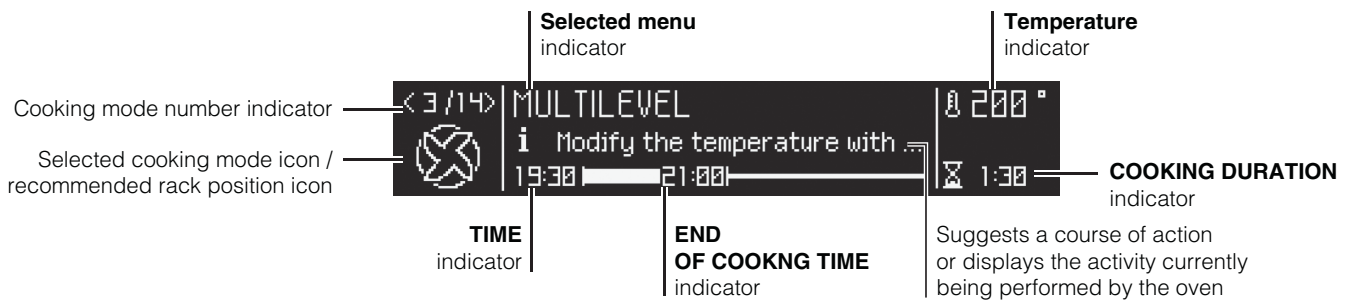 Selected menu
indicator
Temperature
indicator
Cooking mode number indicator
Selected cooking mode icon /
recommended rack position icon
< 3 /14>
MULTILEVEL
200 °
i Modify the temperature with ...
19:30
21:00
1:30
COOKING DURATION
indicator
TIME
indicator
END
OF COOKNG TIME
indicator
Suggests a course of action
or displays the activity currently
being performed by the oven